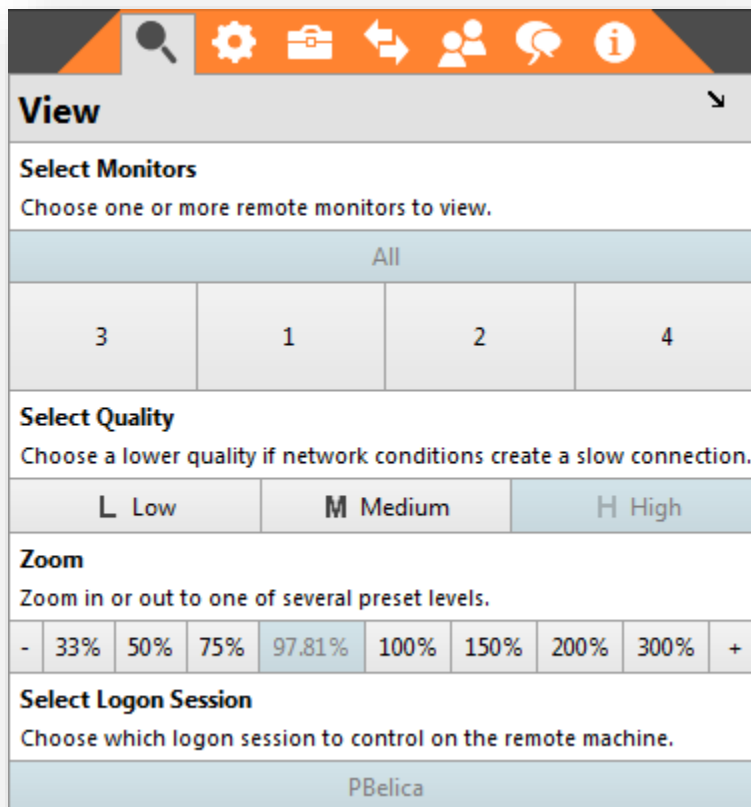 View
Select Monitors
Choose one or more remote monitors to view.
All
3 1 2 4
Select Quality
Choose a lower quality if network conditions create a slow connection.
L Low M Medium H High
Zoom
Zoom in or out to one of several preset levels.
- 33% 50% 75% 97.81% 100% 150% 200% 300% +
Select Logon Session
Choose which logon session to control on the remote machine.
PBelica